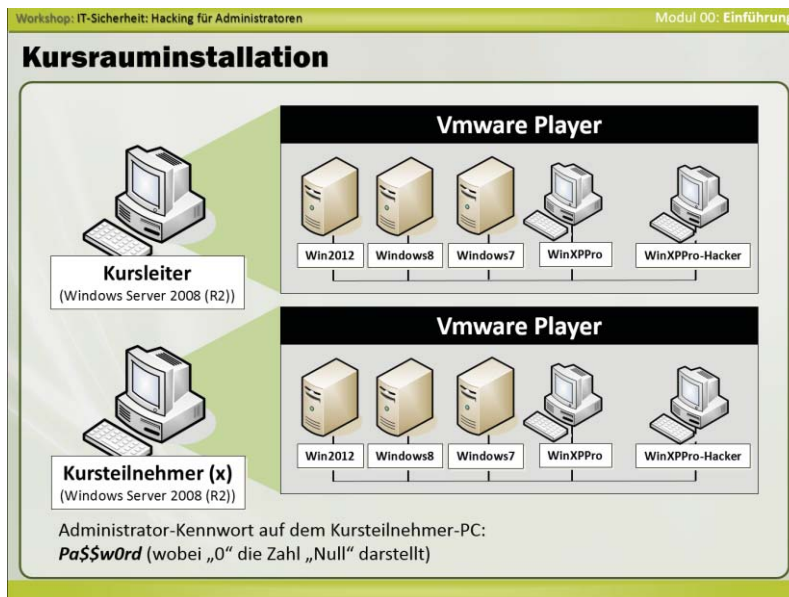 Workshop: IT-Sicherheit: Hacking für Administratoren
Modul 00: Einführung
Kursrauminstallation
Vmware Player
Win2012
Windows8
Windows7
WinXPPro
WinXPPro-Hacker
Kursleiter
(Windows Server 2008 (R2))
Vmware Player
Win2012
Windows8
Windows7
WinXPPro
WinXPPro-Hacker
Kursteilnehmer (x)
(Windows Server 2008 (R2))
Administrator-Kennwort auf dem Kursteilnehmer-PC:
Pa$$w0rd (wobei „0“ die Zahl „Null“ darstellt)